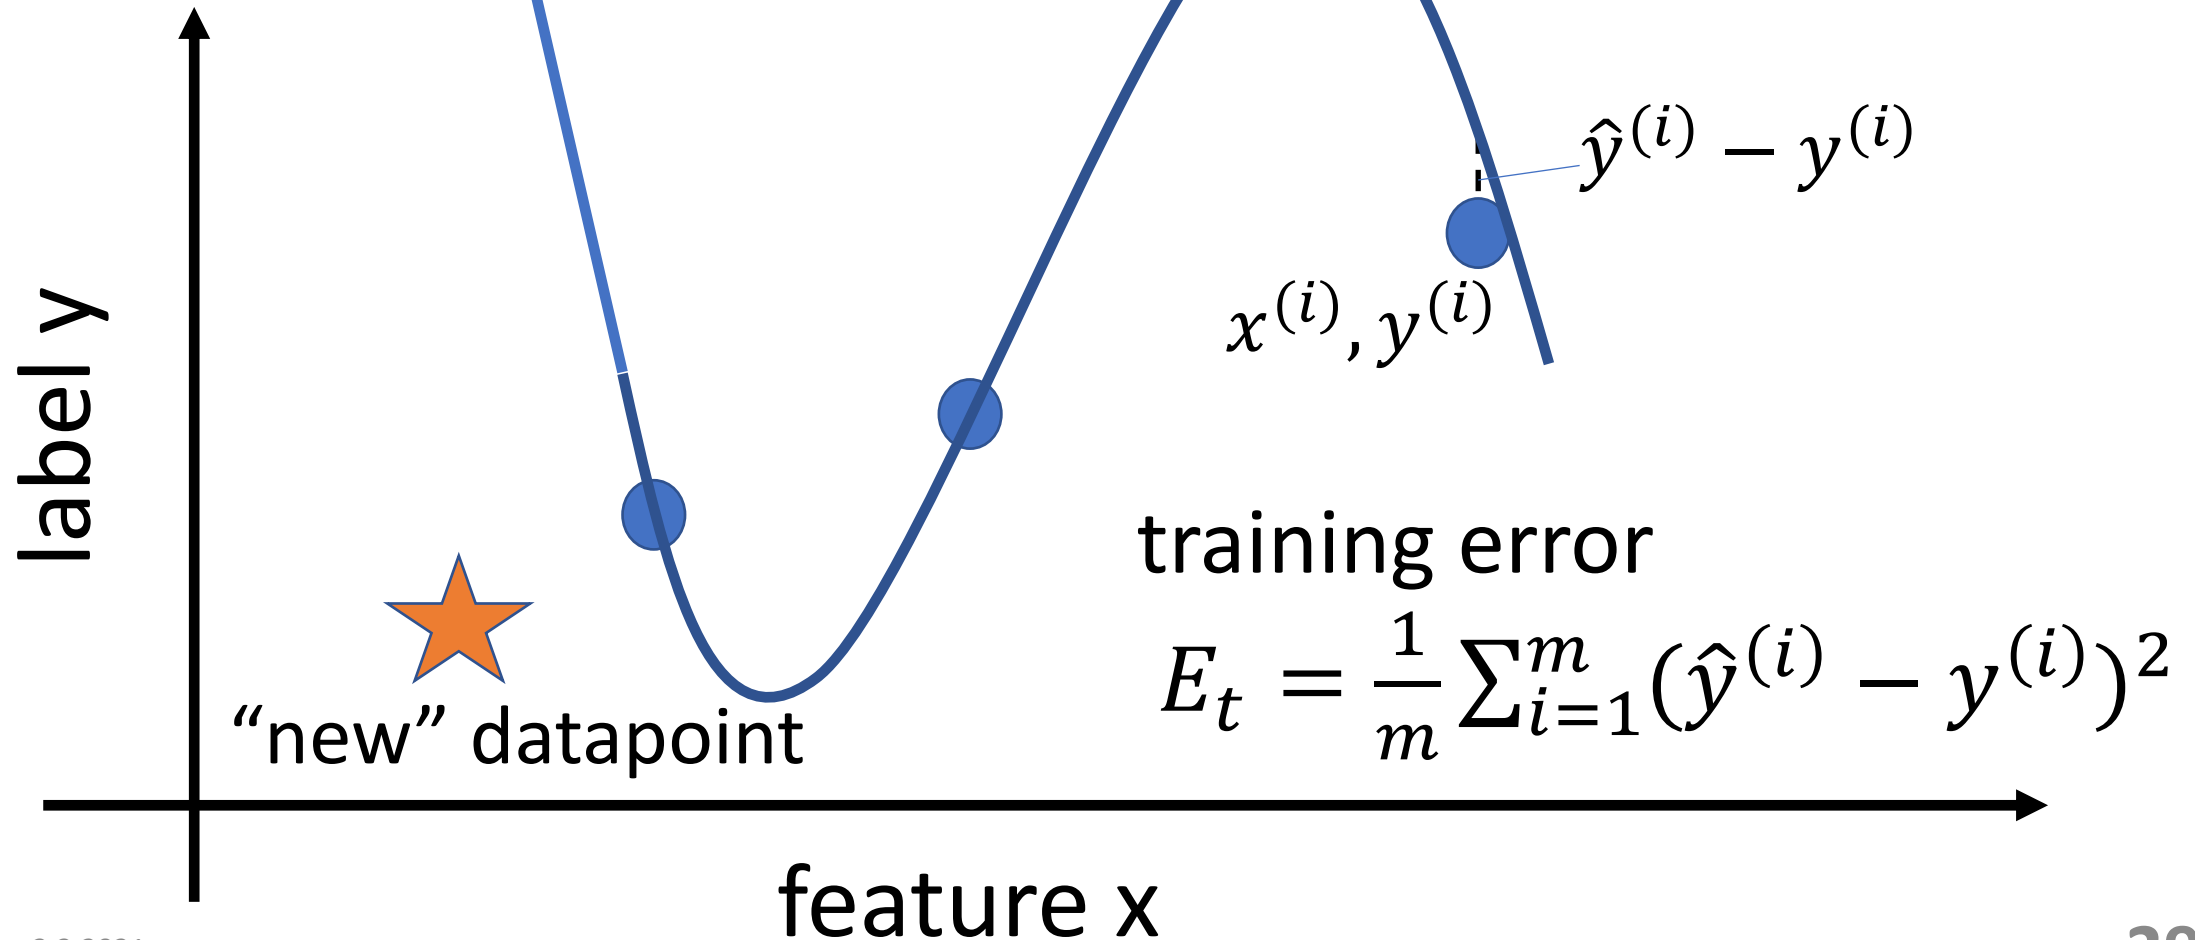 ŷ⁽ⁱ⁾ − y⁽ⁱ⁾
x⁽ⁱ⁾, y⁽ⁱ⁾
label y
training error
E_t = 1/m ∑_{i=1}^{m} (ŷ⁽ⁱ⁾ − y⁽ⁱ⁾)²
“new” datapoint
feature x